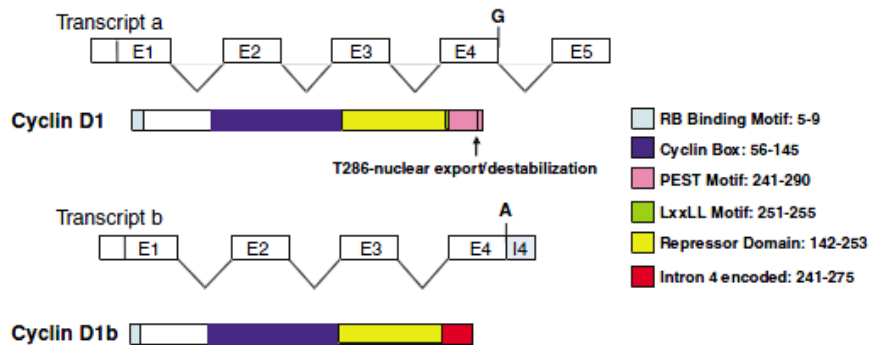 Transcript a
G
E1 E2 E3 E4 E5
Cyclin D1
T286-nuclear export/destabilization
RB Binding Motif: 5-9
Cyclin Box: 56-145
PEST Motif: 241-290
LxxLL Motif: 251-255
Repressor Domain: 142-253
Intron 4 encoded: 241-275
Transcript b
A
E1 E2 E3 E4 I4
Cyclin D1b